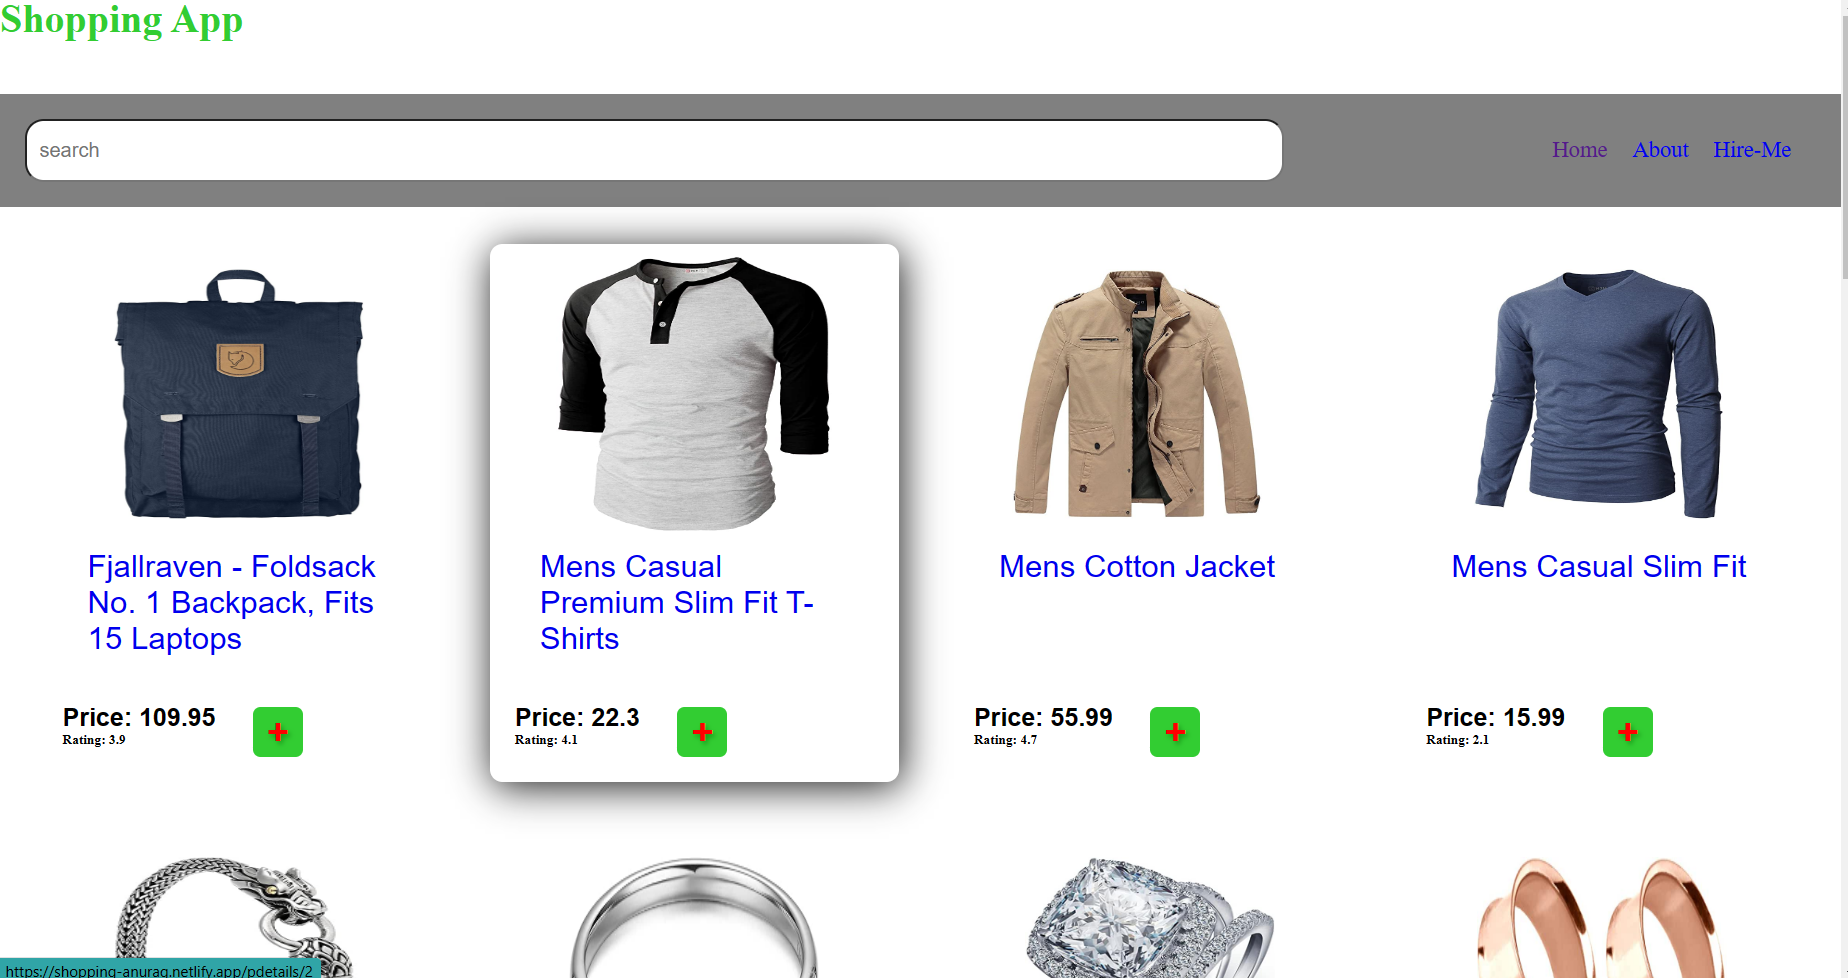 Shopping App
search
Home About Hire-Me
Fjallraven - Foldsack
No. 1 Backpack, Fits
15 Laptops
Price: 109.95
Rating: 3.9
+
Mens Casual
Premium Slim Fit T-
Shirts
Price: 22.3
Rating: 4.1
+
Mens Cotton Jacket
Price: 55.99
Rating: 4.7
+
Mens Casual Slim Fit
Price: 15.99
Rating: 2.1
+
https://shopping-anurag.netlify.app/pdetails/2